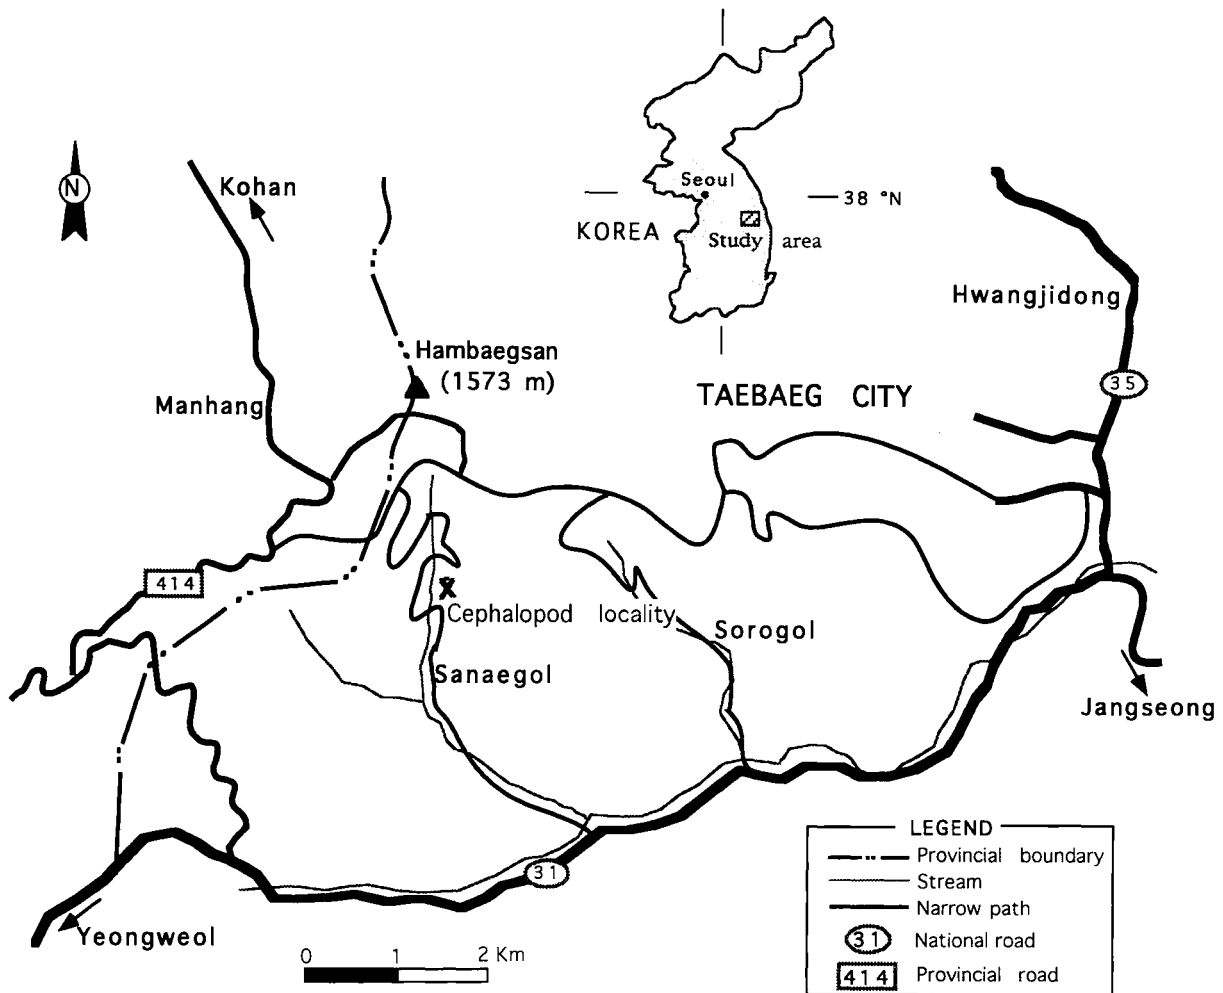 N
Kohan
Seoul
38 °N
KOREA
Study area
Hwangjidong
Hambaegsan
(1573 m)
35
TAEBAEG CITY
Manhang
414
Cephalopod locality
Sorogol
Sanaegol
Jangseong
LEGEND
Provincial boundary
Stream
Narrow path
31
National road
414
Provincial road
31
Yeongweol
0 1 2 Km